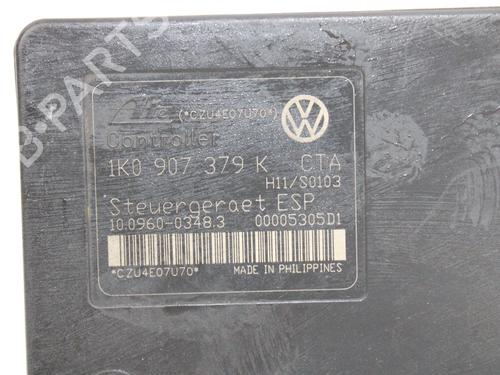 B-PARTS
Ate (*CZU4E07U70*)
Controller
1K0 907 379 K CTA
H11/S0103
Steuergeraet ESP
10.0960-0348.3 00005305D1
*CZU4E07U70* MADE IN PHILIPPINES